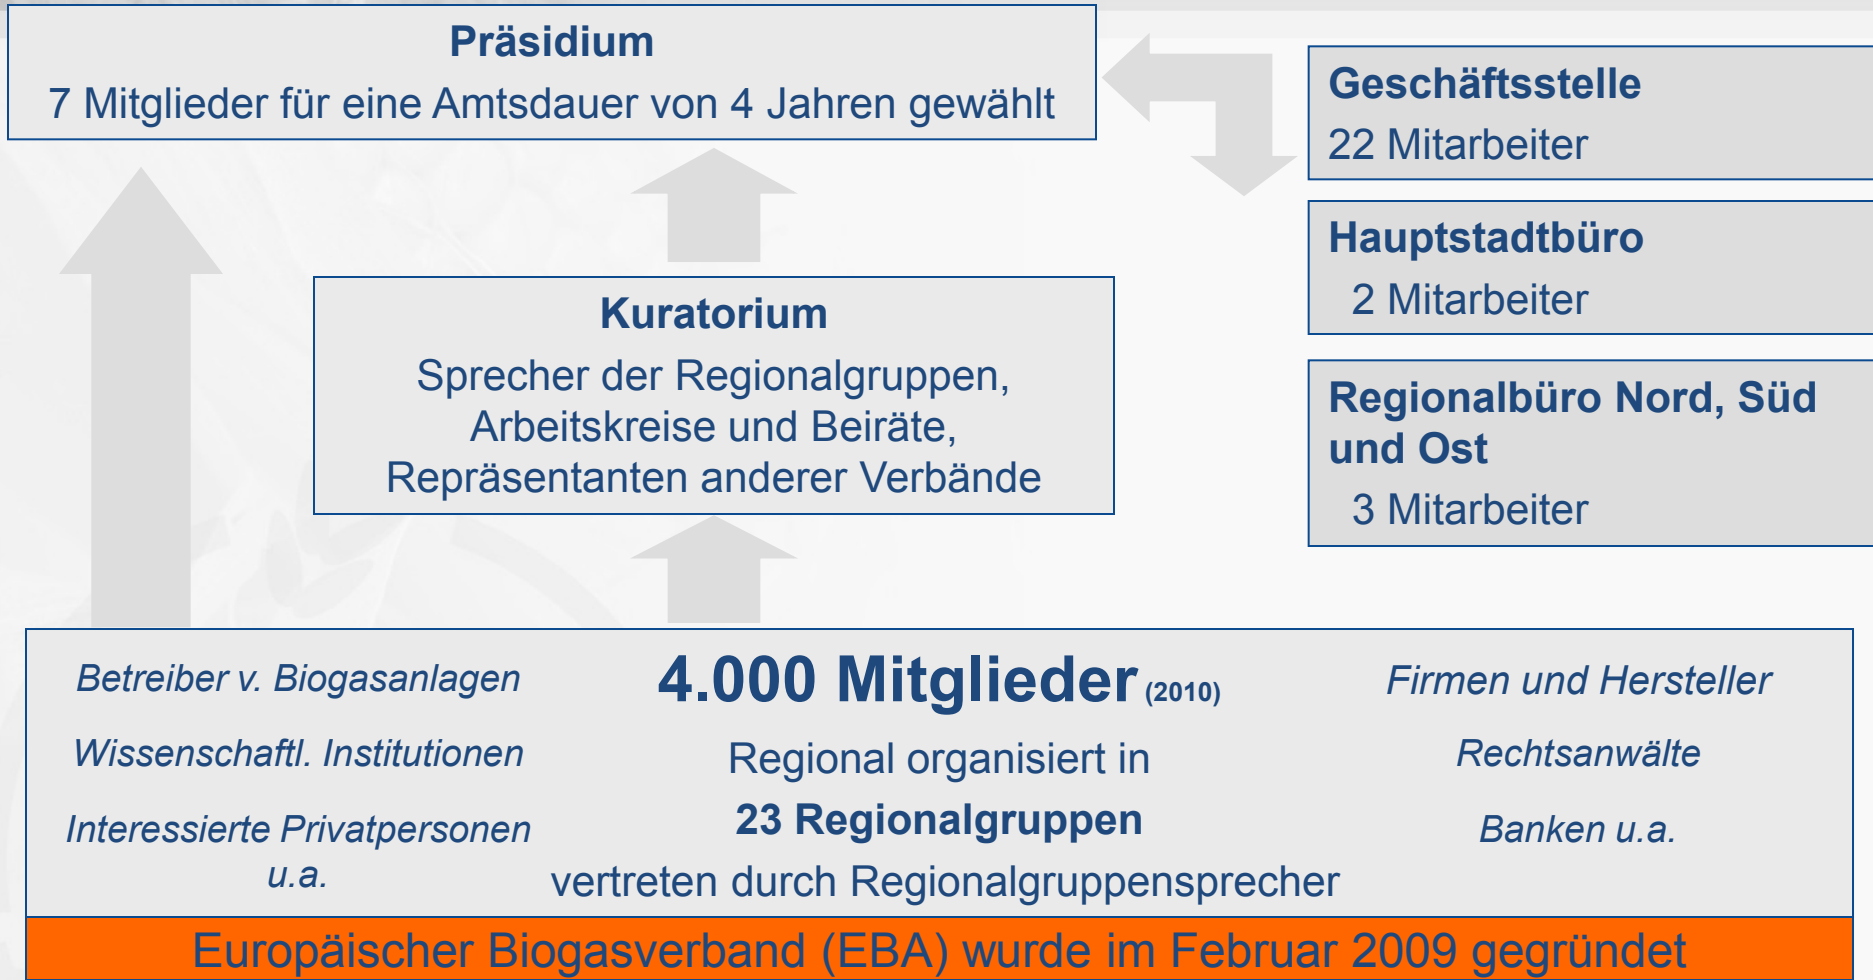 Präsidium
7 Mitglieder für eine Amtsdauer von 4 Jahren gewählt
Geschäftsstelle
22 Mitarbeiter
Hauptstadtbüro
2 Mitarbeiter
Regionalbüro Nord, Süd
und Ost
3 Mitarbeiter
Kuratorium
Sprecher der Regionalgruppen,
Arbeitskreise und Beiräte,
Repräsentanten anderer Verbände
Betreiber v. Biogasanlagen
Wissenschaftl. Institutionen
Interessierte Privatpersonen
u.a.
4.000 Mitglieder (2010)
Regional organisiert in
23 Regionalgruppen
vertreten durch Regionalgruppensprecher
Firmen und Hersteller
Rechtsanwälte
Banken u.a.
Europäischer Biogasverband (EBA) wurde im Februar 2009 gegründet